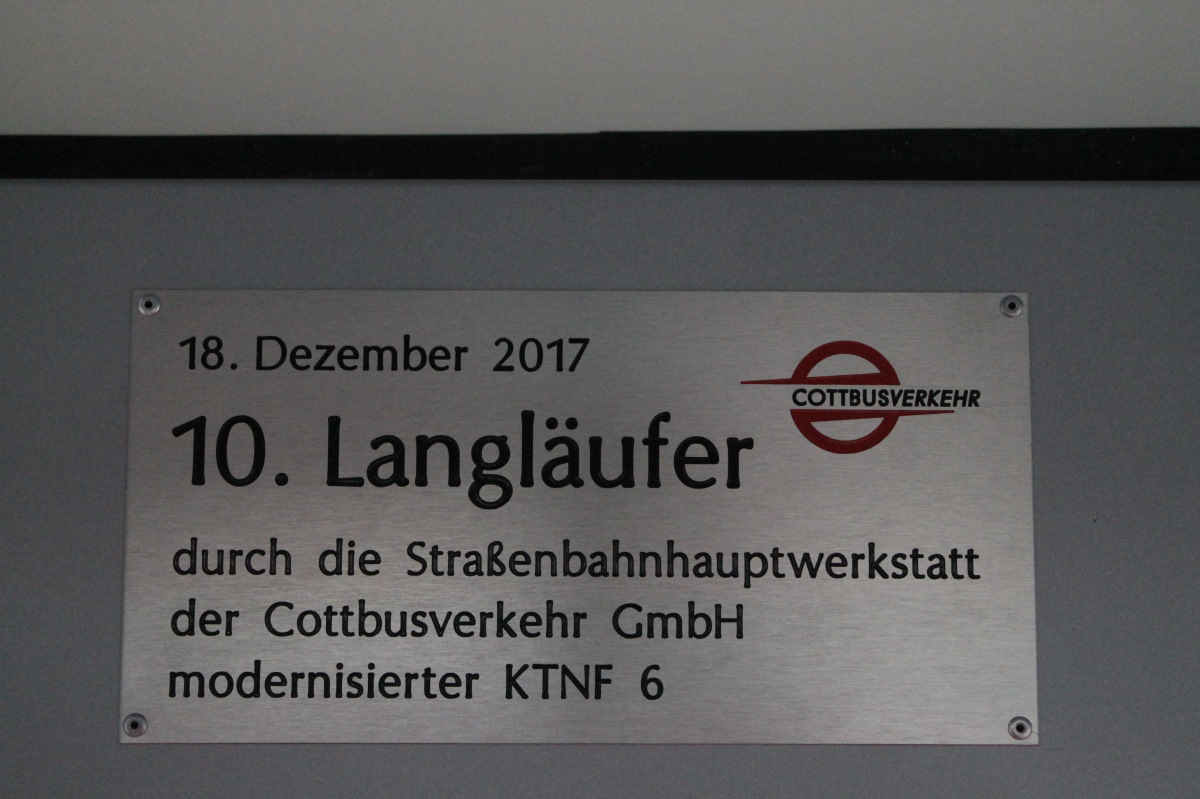 18. Dezember 2017
COTTBUSVERKEHR
10. Langläufer
durch die Straßenbahnhauptwerkstatt
der Cottbusverkehr GmbH
modernisierter KTNF 6